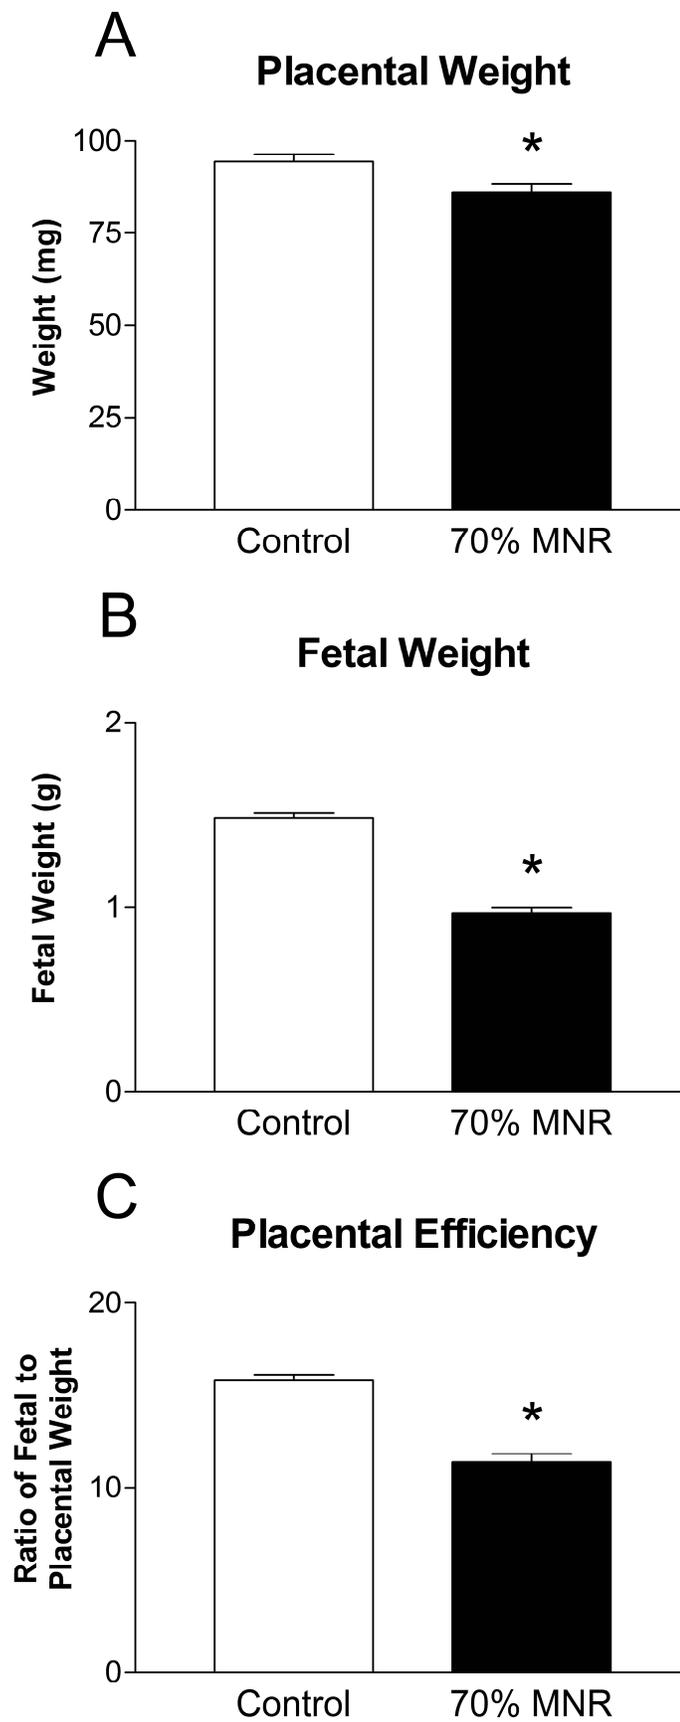 A
Placental Weight
*
100
75
50
25
0
Weight (mg)
Control 70% MNR
B
Fetal Weight
*
2
1
0
Fetal Weight (g)
Control 70% MNR
C
Placental Efficiency
*
20
10
0
Ratio of Fetal to
Placental Weight
Control 70% MNR